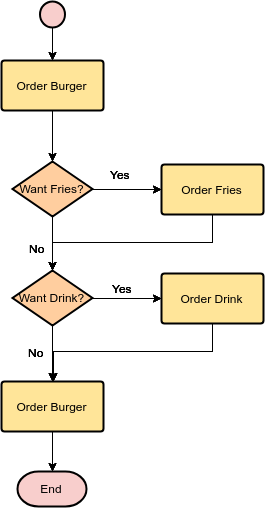 Order Burger
Want Fries?
Yes
Order Fries
No
Want Drink?
Yes
Order Drink
No
Order Burger
End